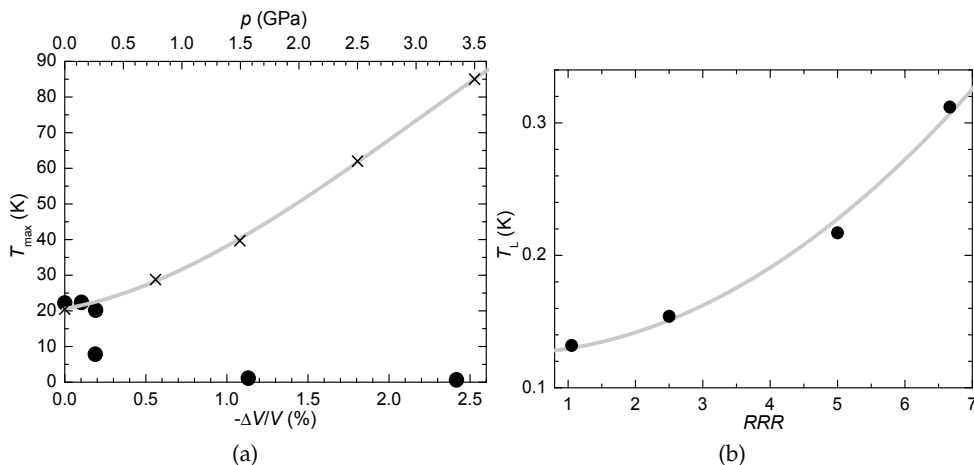 p (GPa)
0.0 0.5 1.0 1.5 2.0 2.5 3.0 3.5
90
80
70
60
50
40
30
20
10
0
T_max (K)
0.0 0.5 1.0 1.5 2.0 2.5
-ΔV/V (%)
(a)
0.3
0.2
0.1
T_L (K)
1 2 3 4 5 6 7
RRR
(b)